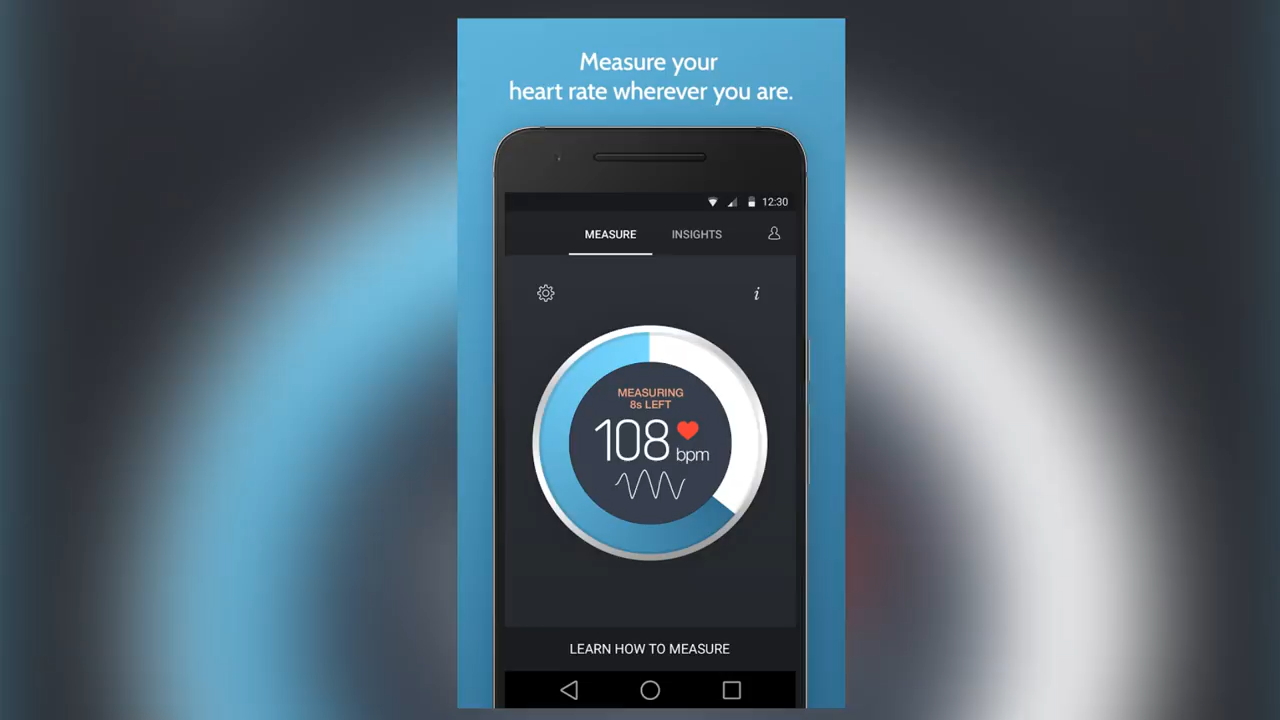 Measure your
heart rate wherever you are.
12:30
MEASURE INSIGHTS
i
MEASURING
8s LEFT
108
bpm
LEARN HOW TO MEASURE